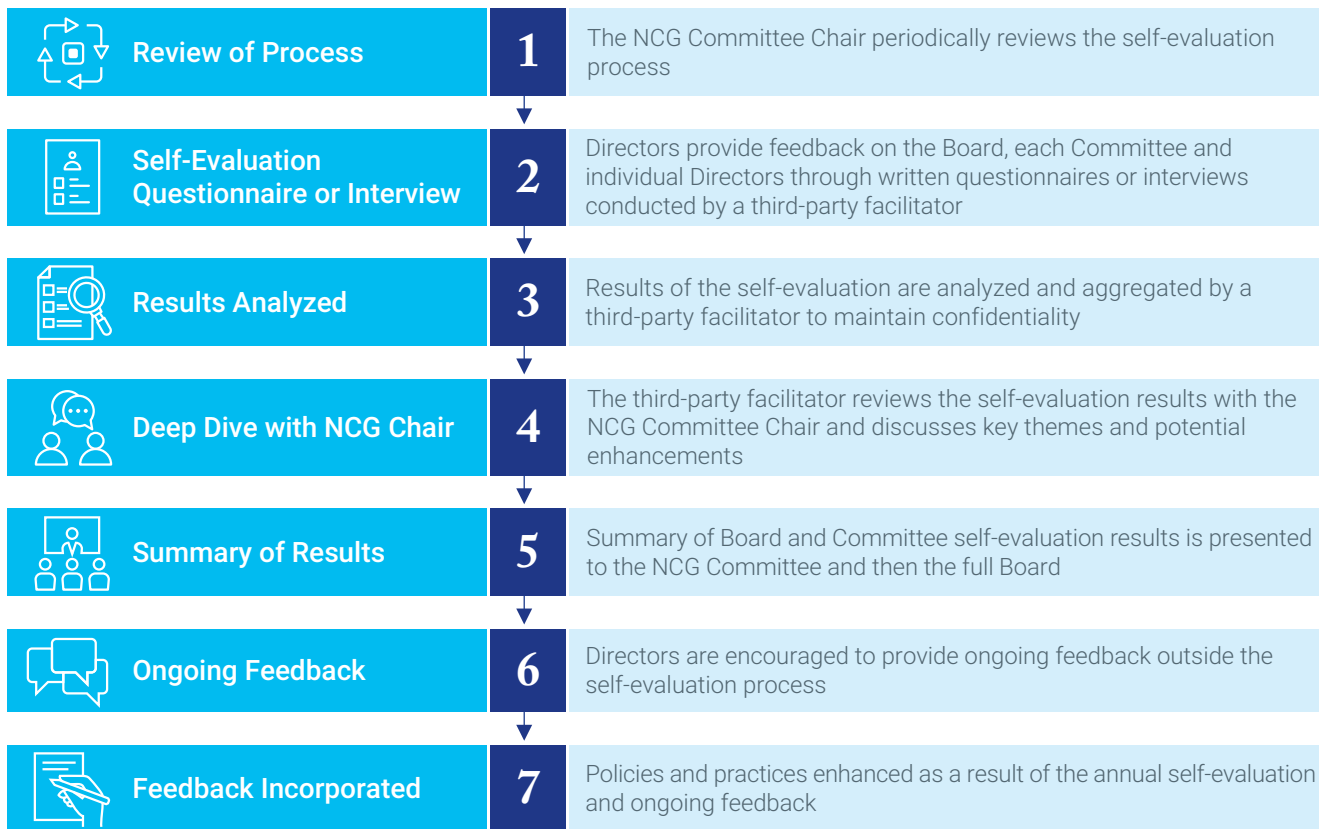 Review of Process
1
The NCG Committee Chair periodically reviews the self-evaluation
process
Self-Evaluation
Questionnaire or Interview
2
Directors provide feedback on the Board, each Committee and
individual Directors through written questionnaires or interviews
conducted by a third-party facilitator
Results Analyzed
3
Results of the self-evaluation are analyzed and aggregated by a
third-party facilitator to maintain confidentiality
Deep Dive with NCG Chair
4
The third-party facilitator reviews the self-evaluation results with the
NCG Committee Chair and discusses key themes and potential
enhancements
Summary of Results
5
Summary of Board and Committee self-evaluation results is presented
to the NCG Committee and then the full Board
Ongoing Feedback
6
Directors are encouraged to provide ongoing feedback outside the
self-evaluation process
Feedback Incorporated
7
Policies and practices enhanced as a result of the annual self-evaluation
and ongoing feedback